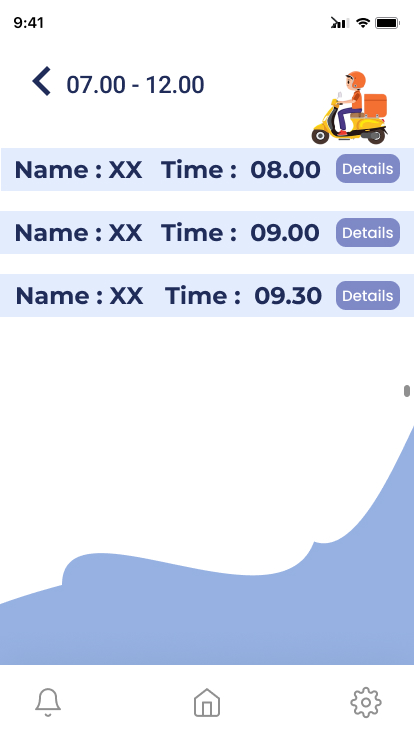 9:41
07.00 - 12.00
Name : XX Time : 08.00 Details
Name : XX Time : 09.00 Details
Name : XX Time : 09.30 Details